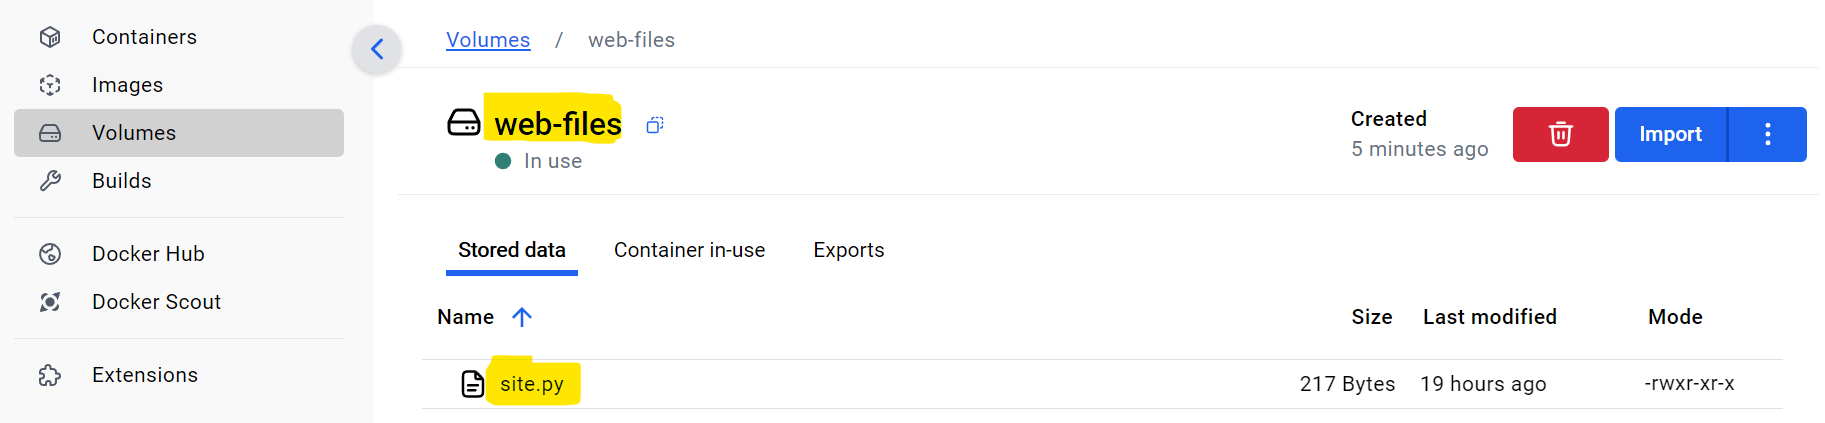 Containers
Images
Volumes
Builds
Docker Hub
Docker Scout
Extensions
Volumes / web-files
web-files
In use
Created
5 minutes ago
Import
Stored data Container in-use Exports
Name Size Last modified Mode
site.py 217 Bytes 19 hours ago -rwxr-xr-x